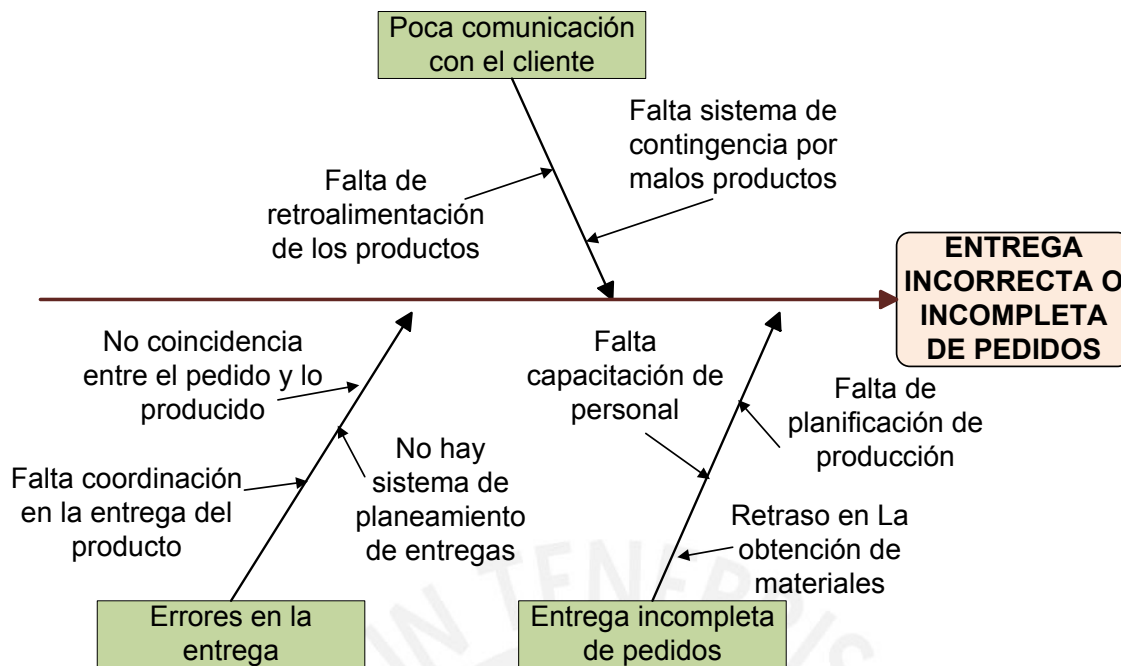 Poca comunicación
con el cliente
Falta sistema de
contingencia por
malos productos
Falta de
retroalimentación
de los productos
ENTREGA
INCORRECTA O
INCOMPLETA
DE PEDIDOS
No coincidencia
entre el pedido y lo
producido
Falta
capacitación de
personal
Falta de
planificación de
producción
No hay
sistema de
planeamiento
de entregas
Falta coordinación
en la entrega del
producto
Retraso en La
obtención de
materiales
Errores en la
entrega
Entrega incompleta
de pedidos
IN TENEBRIS